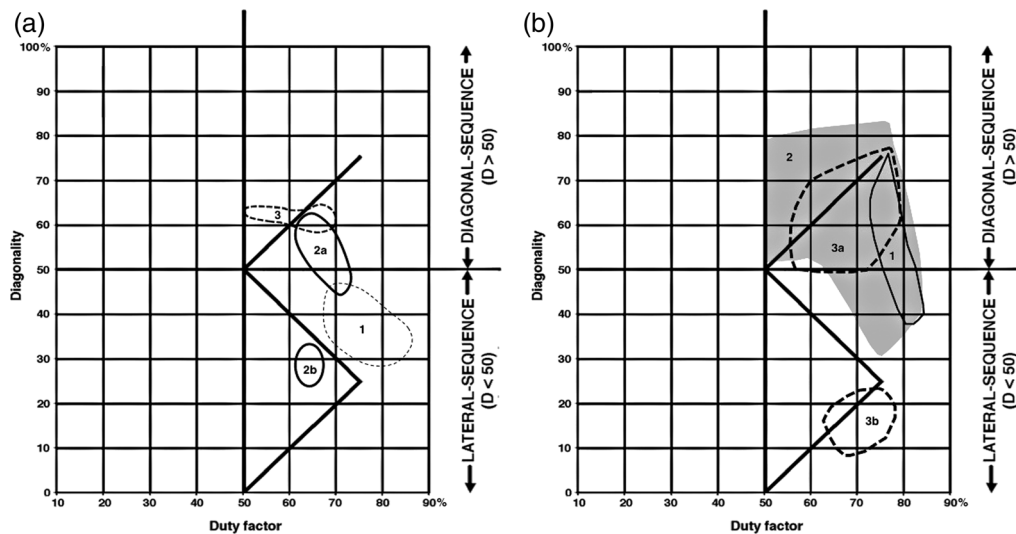 (a)
100%
90
80
70
60
50
40
30
20
10
0
Diagonality
10 20 30 40 50 60 70 80 90%
Duty factor
3
2a
1
2b
DIAGONAL-SEQUENCE
(D > 50)
LATERAL-SEQUENCE
(D < 50)
(b)
100%
90
80
70
60
50
40
30
20
10
0
Diagonality
10 20 30 40 50 60 70 80 90%
Duty factor
2
3a
1
3b
DIAGONAL-SEQUENCE
(D > 50)
LATERAL-SEQUENCE
(D < 50)